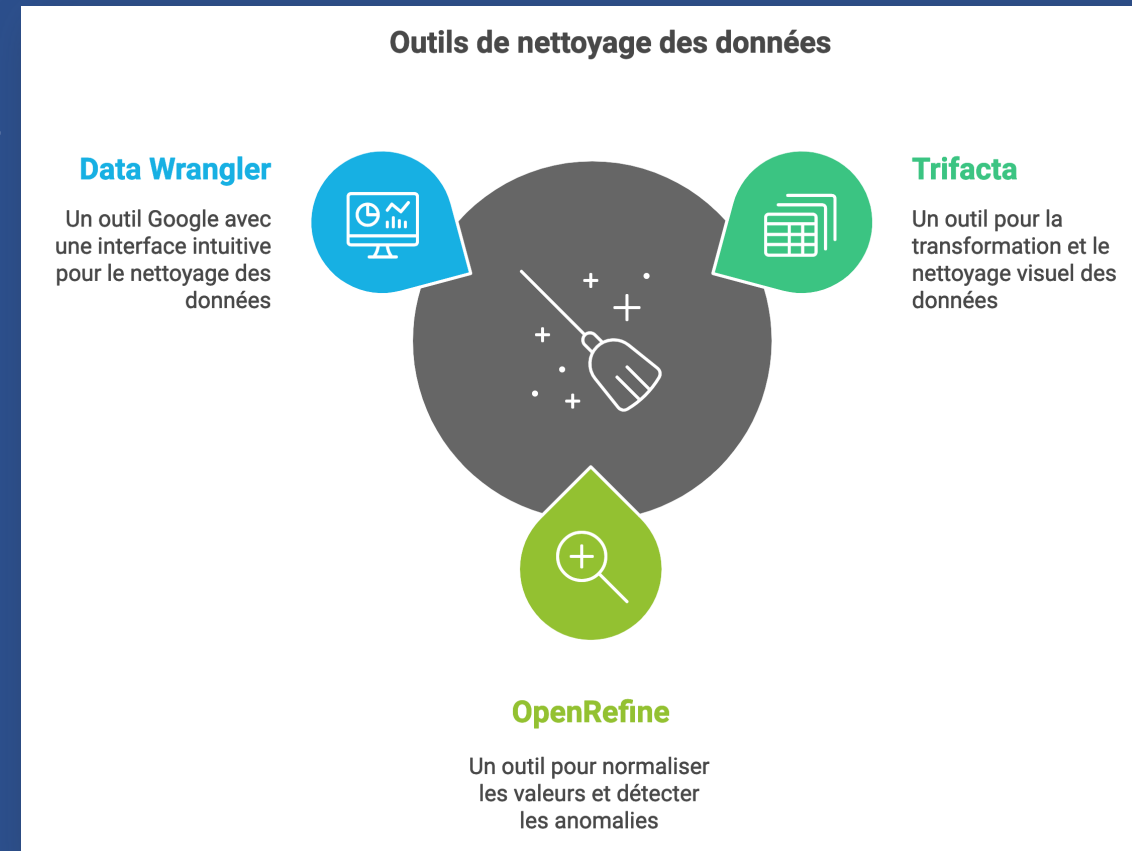 Outils de nettoyage des données
Data Wrangler
Un outil Google avec
une interface intuitive
pour le nettoyage des
données
Trifacta
Un outil pour la
transformation et le
nettoyage visuel des
données
OpenRefine
Un outil pour normaliser
les valeurs et détecter
les anomalies